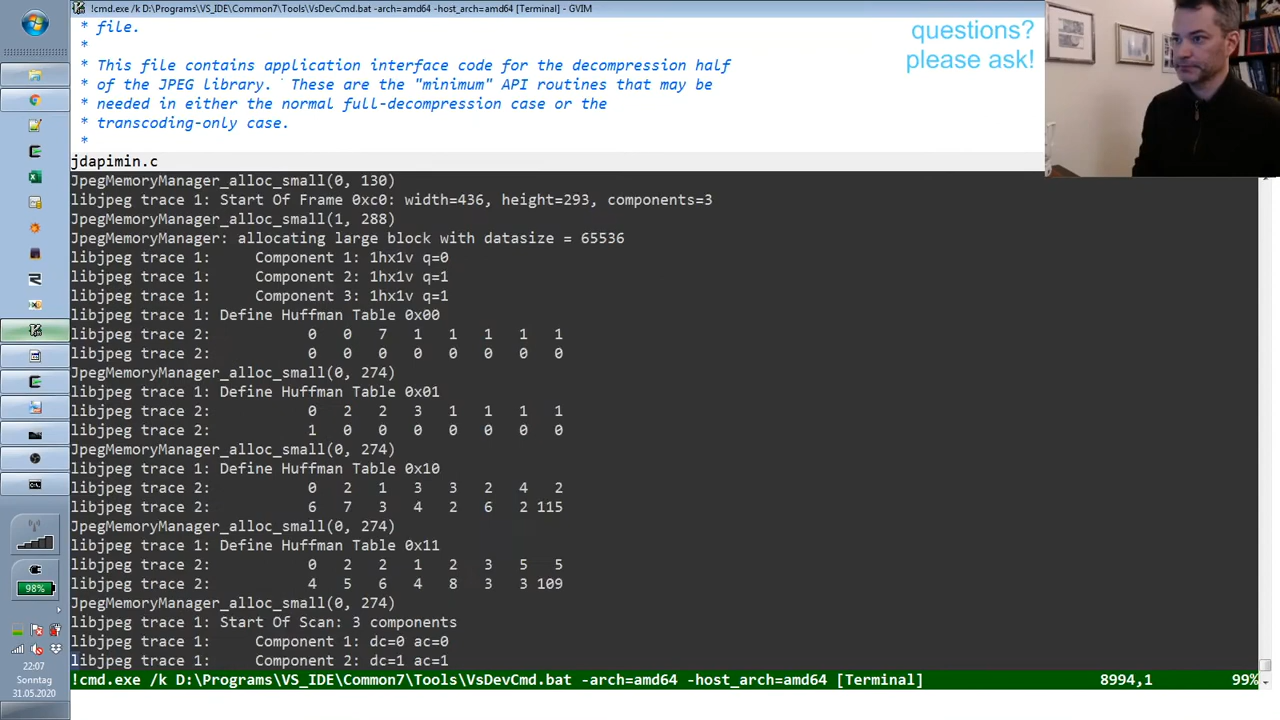 !cmd.exe /k D:\Programs\VS_IDE\Common7\Tools\VsDevCmd.bat -arch=amd64 -host_arch=amd64 [Terminal] - GVIM
* file.
*
* This file contains application interface code for the decompression half
* of the JPEG library.  These are the "minimum" API routines that may be
* needed in either the normal full-decompression case or the
* transcoding-only case.
*
questions?
please ask!
jdapimin.c
JpegMemoryManager_alloc_small(0, 130)
libjpeg trace 1: Start Of Frame 0xc0: width=436, height=293, components=3
JpegMemoryManager_alloc_small(1, 288)
JpegMemoryManager: allocating large block with datasize = 65536
libjpeg trace 1:     Component 1: 1hx1v q=0
libjpeg trace 1:     Component 2: 1hx1v q=1
libjpeg trace 1:     Component 3: 1hx1v q=1
libjpeg trace 1: Define Huffman Table 0x00
libjpeg trace 2:           0   0   7   1   1   1   1   1
libjpeg trace 2:           0   0   0   0   0   0   0   0
JpegMemoryManager_alloc_small(0, 274)
libjpeg trace 1: Define Huffman Table 0x01
libjpeg trace 2:           0   2   2   3   1   1   1   1
libjpeg trace 2:           1   0   0   0   0   0   0   0
JpegMemoryManager_alloc_small(0, 274)
libjpeg trace 1: Define Huffman Table 0x10
libjpeg trace 2:           0   2   1   3   3   2   4   2
libjpeg trace 2:           6   7   3   4   2   6   2 115
JpegMemoryManager_alloc_small(0, 274)
libjpeg trace 1: Define Huffman Table 0x11
libjpeg trace 2:           0   2   2   1   2   3   5   5
libjpeg trace 2:           4   5   6   4   8   3   3 109
JpegMemoryManager_alloc_small(0, 274)
libjpeg trace 1: Start Of Scan: 3 components
libjpeg trace 1:     Component 1: dc=0 ac=0
libjpeg trace 1:     Component 2: dc=1 ac=1
!cmd.exe /k D:\Programs\VS_IDE\Common7\Tools\VsDevCmd.bat -arch=amd64 -host_arch=amd64 [Terminal] 8994,1 99%
98%
22:07
Sonntag
31.05.2020